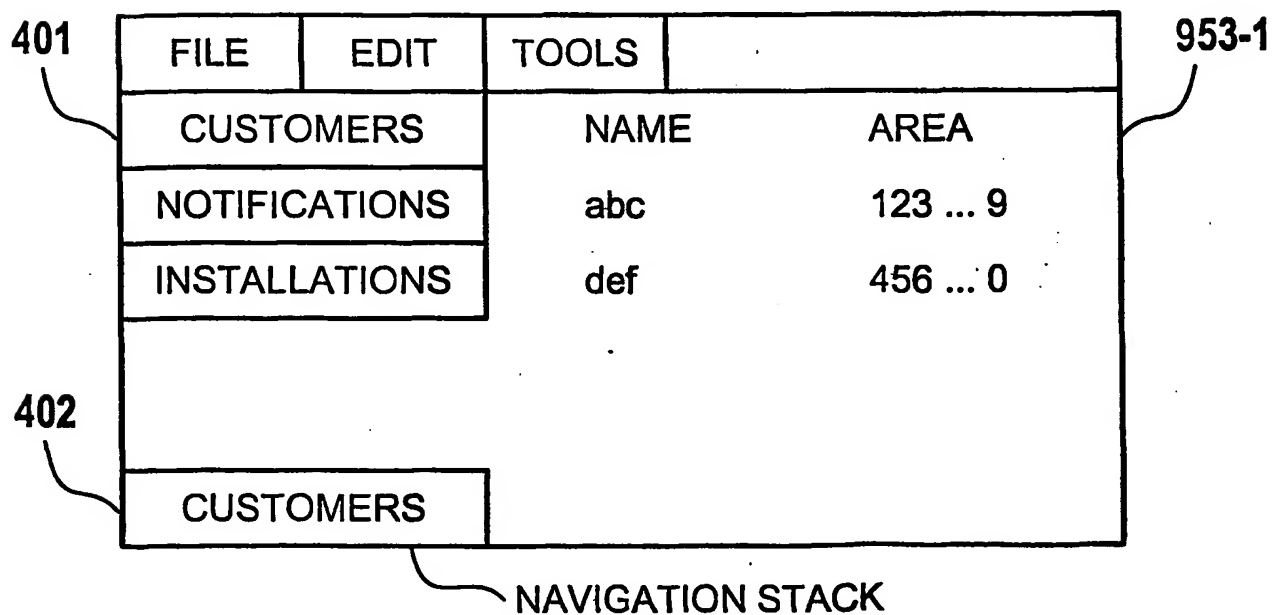 401 FILE EDIT TOOLS 953-1
CUSTOMERS NAME AREA
NOTIFICATIONS abc 123 ... 9
INSTALLATIONS def 456 ... 0
402
CUSTOMERS
NAVIGATION STACK